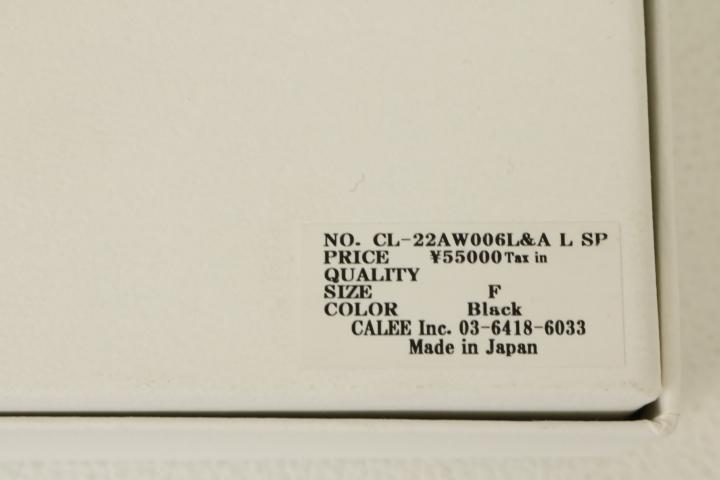 NO. CL-22AW006L&A L SP
PRICE ¥55000 Tax in
QUALITY
SIZE F
COLOR Black
CALEE Inc. 03-6418-6033
Made in Japan